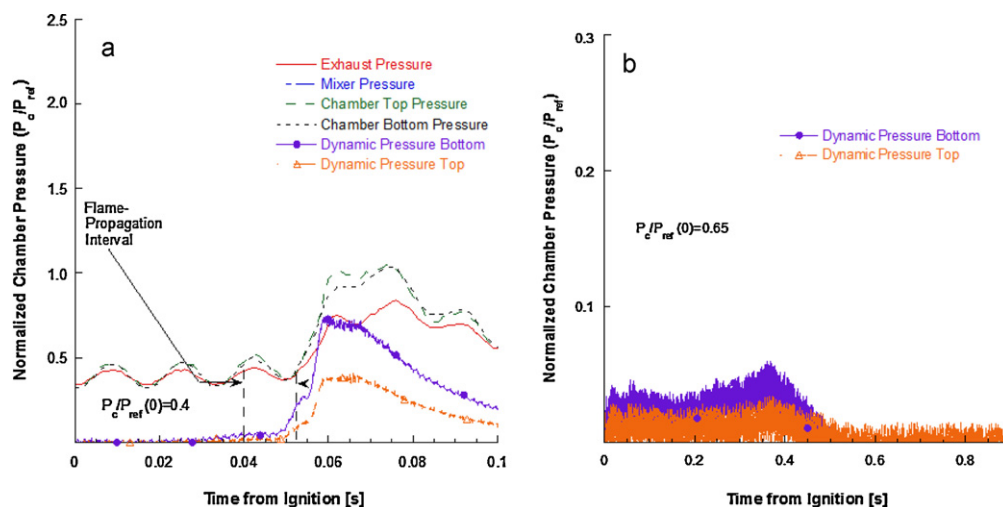 a
2.5
2.0
1.5
1.0
0.5
0
0.02
0.04
0.06
0.08
0.1
Normalized Chamber Pressure (Pc/Pref)
Time from Ignition [s]
Exhaust Pressure
Mixer Pressure
Chamber Top Pressure
Chamber Bottom Pressure
Dynamic Pressure Bottom
Dynamic Pressure Top
Flame-
Propagation
Interval
Pc/Pref(0)=0.4
b
0.3
0.2
0.1
0
0
0.2
0.4
0.6
0.8
Normalized Chamber Pressure (Pc/Pref)
Time from Ignition [s]
Dynamic Pressure Bottom
Dynamic Pressure Top
Pc/Pref(0)=0.65